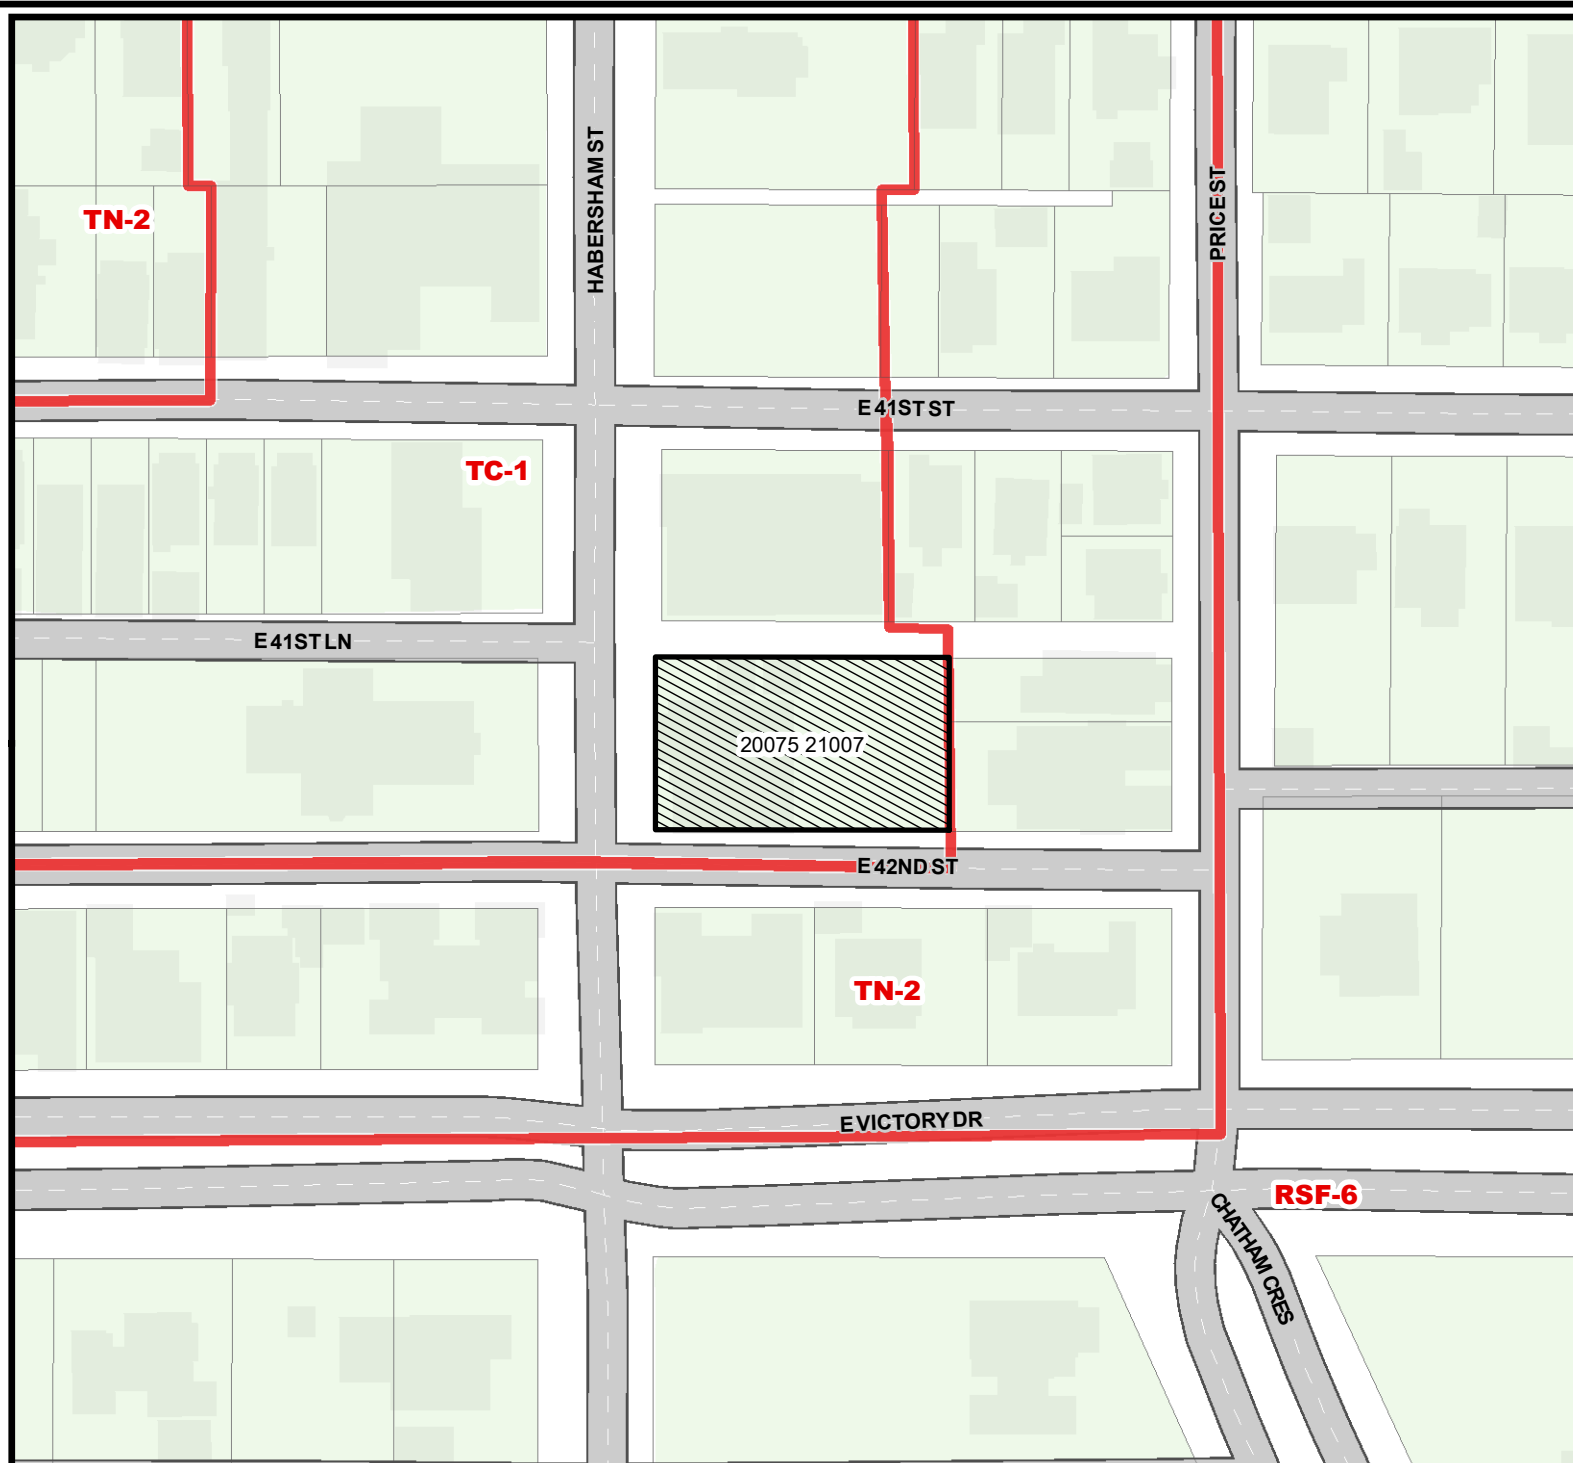 HABERSHAM ST
PRICE ST
TN-2
E 41ST ST
TC-1
E 41ST LN
20075 21007
E 42ND ST
TN-2
E VICTORY DR
RSF-6
CHATHAM CRES